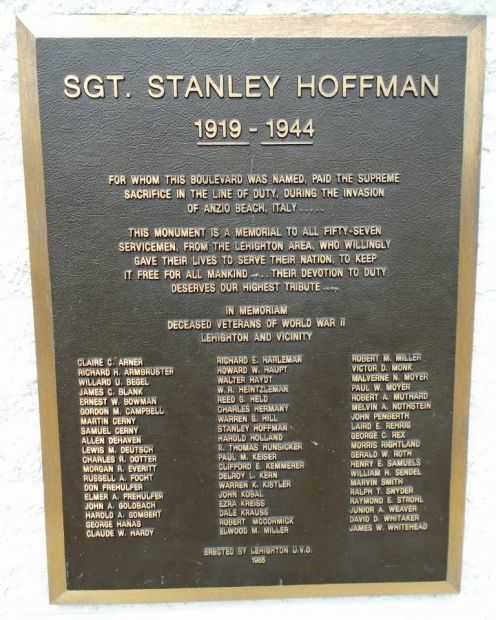 SGT. STANLEY HOFFMAN
1919 - 1944
FOR WHOM THIS BOULEVARD WAS NAMED, PAID THE SUPREME
SACRIFICE IN THE LINE OF DUTY, DURING THE INVASION
OF ANZIO BEACH, ITALY.....
THIS MONUMENT IS A MEMORIAL TO ALL FIFTY-SEVEN
SERVICEMEN, FROM THE LEHIGHTON AREA, WHO WILLINGLY
GAVE THEIR LIVES TO SERVE THEIR NATION, TO KEEP
IT FREE FOR ALL MANKIND.....THEIR DEVOTION TO DUTY
DESERVES OUR HIGHEST TRIBUTE.....
IN MEMORIAM
DECEASED VETERANS OF WORLD WAR II
LEHIGHTON AND VICINITY
CLAIRE C. ARNER
RICHARD H. ARMBRUSTER
WILLARD U. BEGEL
JAMES C. BLANK
ERNEST W. BOWMAN
GORDON M. CAMPBELL
MARTIN CERNY
SAMUEL CERNY
ALLEN DEHAVEN
LEWIS M. DEUTSCH
CHARLES R. DOTTER
MORGAN R. EVERITT
RUSSELL A. FOCHT
DON FREHULFER
ELMER A. FREHULFER
JOHN A. GOLDBACH
HAROLD A. GOMBERT
GEORGE HANAS
CLAUDE W. HARDY
RICHARD E. HARLEMAN
HOWARD W. HAUPT
WALTER HAYDT
W. R. HEINTZLEMAN
REED S. HELD
CHARLES HERMANY
WARREN S. HILL
STANLEY HOFFMAN
HAROLD HOLLAND
R. THOMAS HUNSICKER
PAUL M. KEISER
CLIFFORD E. KEMMERER
DELROY L. KERN
WARREN K. KISTLER
JOHN KOBAL
EZRA KREISS
DALE KRAUSS
ROBERT MCCORMICK
ELWOOD M. MILLER
ROBERT M. MILLER
VICTOR D. MONK
MALVERNE N. MOYER
PAUL W. MOYER
ROBERT A. MUTHARD
MELVIN A. NOTHSTEIN
JOHN PENBERTH
LAIRD E. REHRIG
GEORGE C. REX
MORRIS RIGHTLAND
GERALD W. ROTH
HENRY E. SAMUELS
WILLIAM H. SENDEL
MARVIN SMITH
RALPH T. SNYDER
RAYMOND E. STROHL
JUNIOR A. WEAVER
DAVID D. WHITAKER
JAMES W. WHITEHEAD
ERECTED BY LEHIGHTON U.V.O.